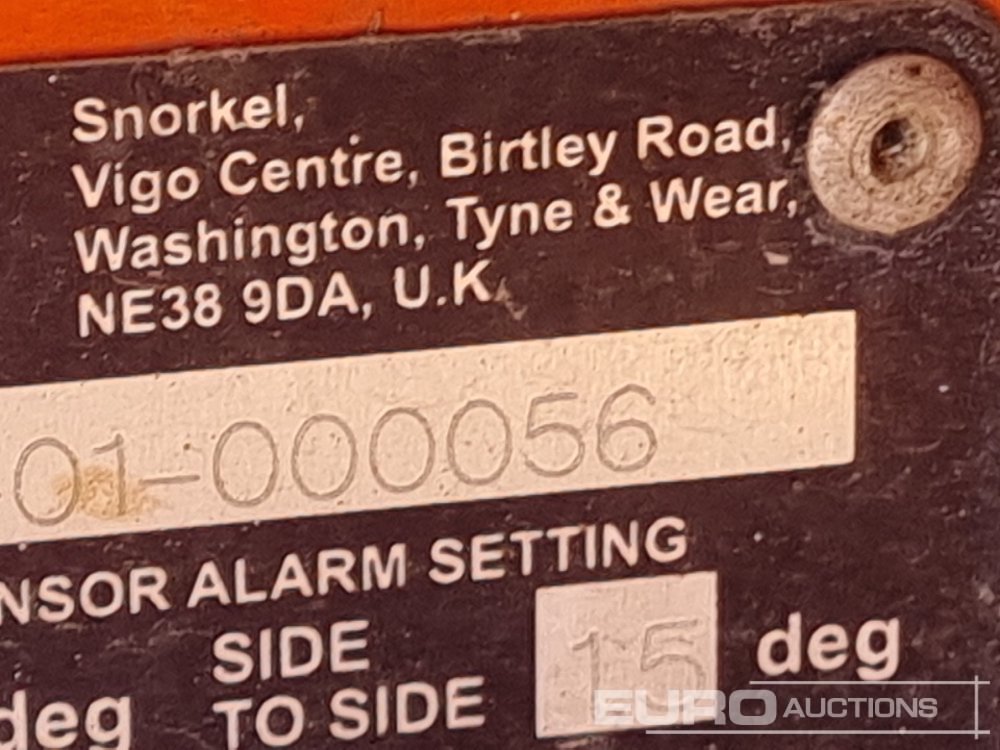 Snorkel,
Vigo Centre, Birtley Road,
Washington, Tyne & Wear,
NE38 9DA, U.K.
-01-000056
NSOR ALARM SETTING
deg SIDE TO SIDE 15 deg
EURO AUCTIONS